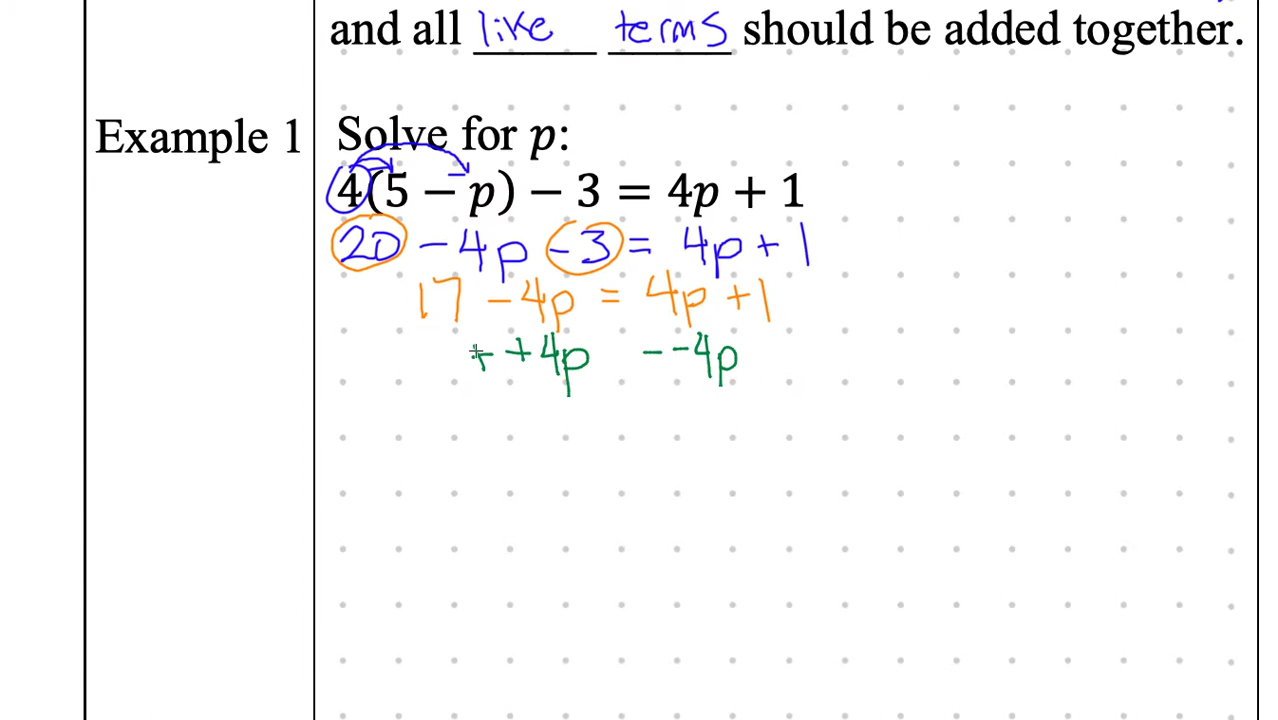 and all like terms should be added together.
Example 1
Solve for p:
4(5 − p) − 3 = 4p + 1
20 − 4p − 3 = 4p + 1
17 − 4p = 4p + 1
+ + 4p − − 4p